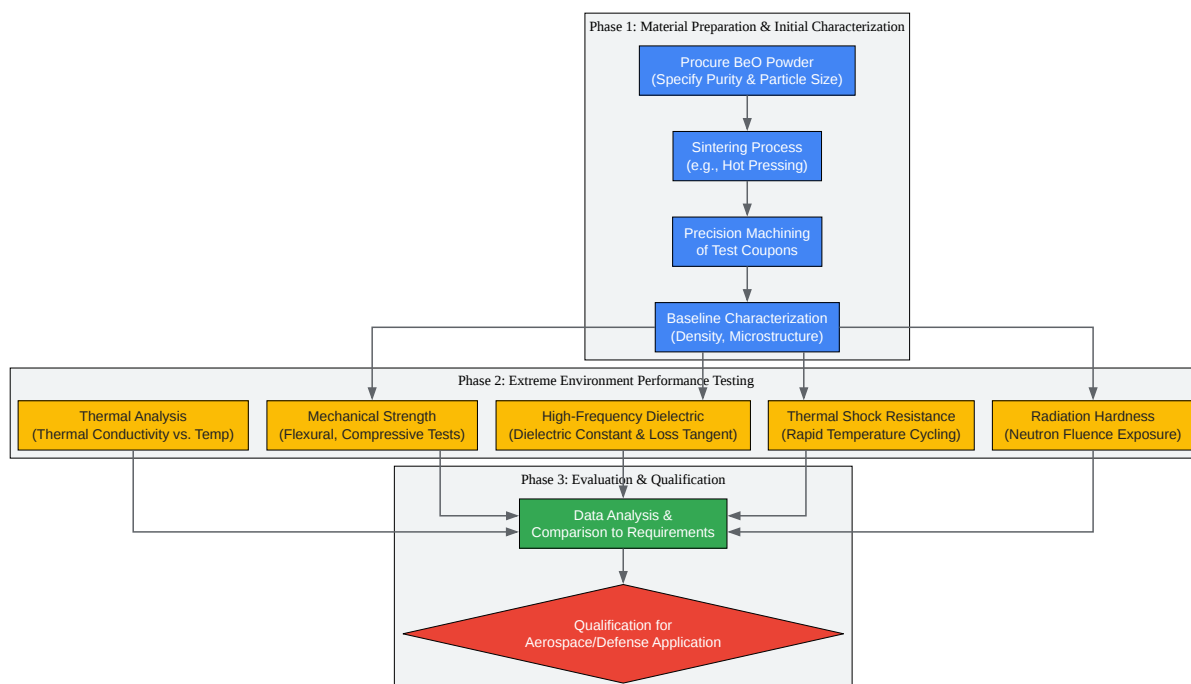 Phase 1: Material Preparation & Initial Characterization
Procure BeO Powder
(Specify Purity & Particle Size)
Sintering Process
(e.g., Hot Pressing)
Precision Machining
of Test Coupons
Baseline Characterization
(Density, Microstructure)
Phase 2: Extreme Environment Performance Testing
Thermal Analysis
(Thermal Conductivity vs. Temp)
Mechanical Strength
(Flexural, Compressive Tests)
High-Frequency Dielectric
(Dielectric Constant & Loss Tangent)
Thermal Shock Resistance
(Rapid Temperature Cycling)
Radiation Hardness
(Neutron Fluence Exposure)
Phase 3: Evaluation & Qualification
Data Analysis &
Comparison to Requirements
Qualification for
Aerospace/Defense Application